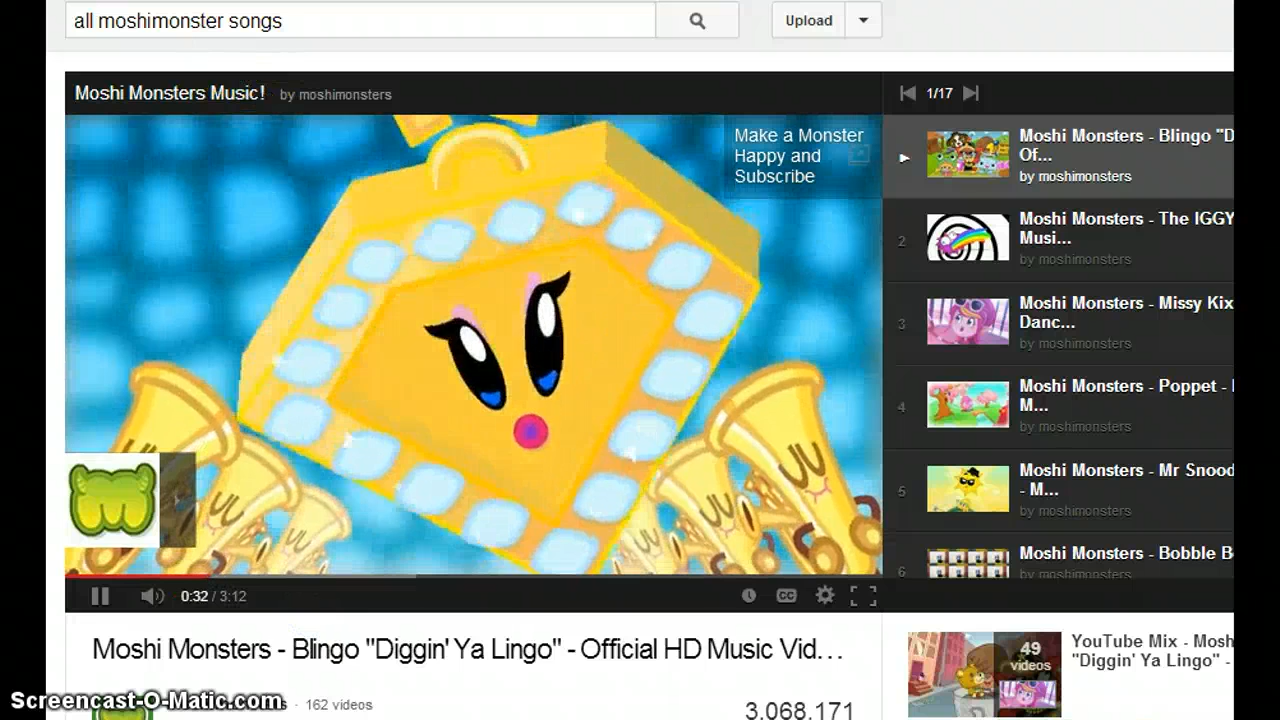 all moshimonster songs
Upload
Moshi Monsters Music! by moshimonsters
1/17
Make a Monster
Happy and
Subscribe
Moshi Monsters - Blingo "D
Of...
by moshimonsters
2
Moshi Monsters - The IGGY
Musi...
by moshimonsters
3
Moshi Monsters - Missy Kix
Danc...
by moshimonsters
4
Moshi Monsters - Poppet -
M...
by moshimonsters
5
Moshi Monsters - Mr Snood
- M...
by moshimonsters
6
Moshi Monsters - Bobble B
by moshimonsters
0:32 / 3:12
CC
Moshi Monsters - Blingo "Diggin' Ya Lingo" - Official HD Music Vid...
49
videos
YouTube Mix - Mosh
"Diggin' Ya Lingo" -
Screencast-O-Matic.com
· 162 videos
3,068,171